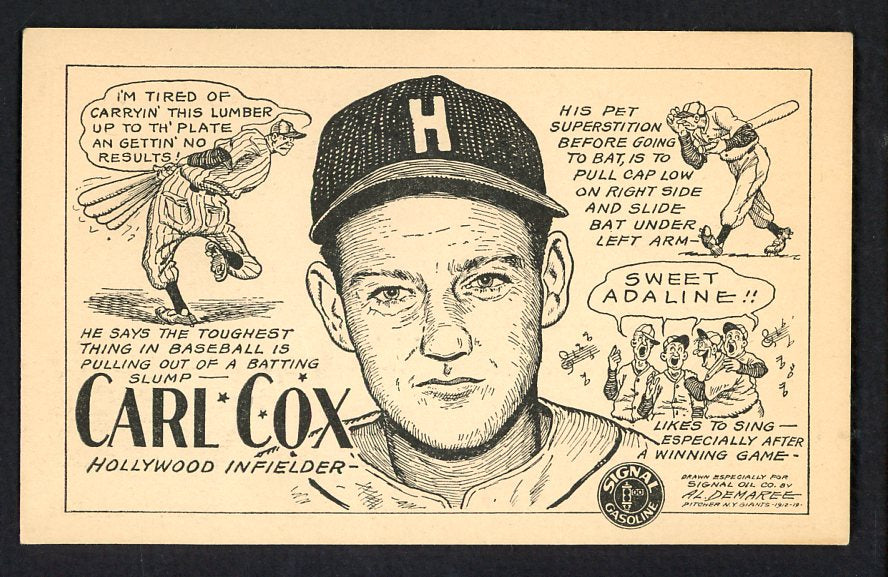 I'M TIRED OF
CARRYIN' THIS LUMBER
UP TO TH' PLATE
AN GETTIN' NO
RESULTS!
H
HIS PET
SUPERSTITION
BEFORE GOING
TO BAT, IS TO
PULL CAP LOW
ON RIGHT SIDE
AND SLIDE
BAT UNDER
LEFT ARM-
SWEET
ADALINE!!
HE SAYS THE TOUGHEST
THING IN BASEBALL IS
PULLING OUT OF A BATTING
SLUMP—
CARL COX
HOLLYWOOD INFIELDER-
LIKES TO SING—
ESPECIALLY AFTER
A WINNING GAME--
SIGNAL
GASOLINE
DRAWN ESPECIALLY FOR
SIGNAL OIL CO. BY
AL. DEMAREE
PITCHER N.Y. GIANTS-1912-19-